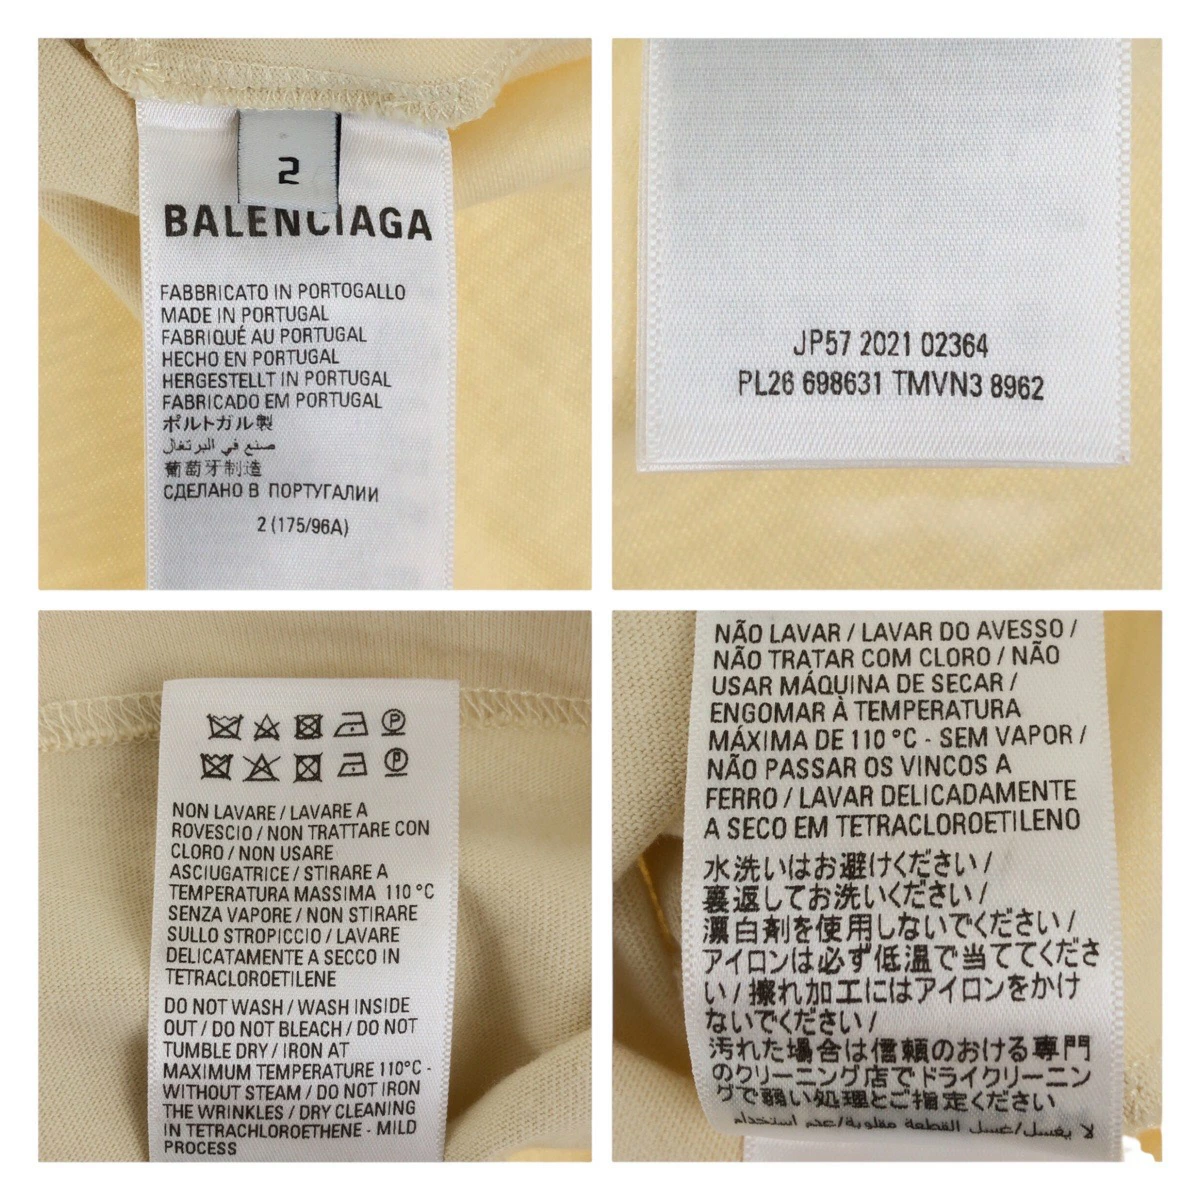 2
BALENCIAGA
FABBRICATO IN PORTOGALLO
MADE IN PORTUGAL
FABRIQUÉ AU PORTUGAL
HECHO EN PORTUGAL
HERGESTELLT IN PORTUGAL
FABRICADO EM PORTUGAL
ポルトガル製
صنع في البرتغال
葡萄牙制造
СДЕЛАНО В ПОРТУГАЛИИ
2 (175/96A)
JP57 2021 02364
PL26 698631 TMVN3 8962
NON LAVARE / LAVARE A
ROVESCIO / NON TRATTARE CON
CLORO / NON USARE
ASCIUGATRICE / STIRARE A
TEMPERATURA MASSIMA 110 °C
SENZA VAPORE / NON STIRARE
SULLO STROPICCIO / LAVARE
DELICATAMENTE A SECCO IN
TETRACLOROETILENE
DO NOT WASH / WASH INSIDE
OUT / DO NOT BLEACH / DO NOT
TUMBLE DRY / IRON AT
MAXIMUM TEMPERATURE 110°C -
WITHOUT STEAM / DO NOT IRON
THE WRINKLES / DRY CLEANING
IN TETRACHLOROETHENE - MILD
PROCESS
NÃO LAVAR / LAVAR DO AVESSO /
NÃO TRATAR COM CLORO / NÃO
USAR MÁQUINA DE SECAR /
ENGOMAR À TEMPERATURA
MÁXIMA DE 110 °C - SEM VAPOR /
NÃO PASSAR OS VINCOS A
FERRO / LAVAR DELICADAMENTE
A SECO EM TETRACLOROETILENO
水洗いはお避けください /
裏返してお洗いください /
漂白剤を使用しないでください /
アイロンは必ず低温で当ててくださ
い / 擦れ加工にはアイロンをかけ
ないでください /
汚れた場合は信頼のおける専門
のクリーニング店でドライクリーニン
グで弱い処理とご指定ください
لا يغسل/غسل القطعة مقلوبة/عدم استخدام